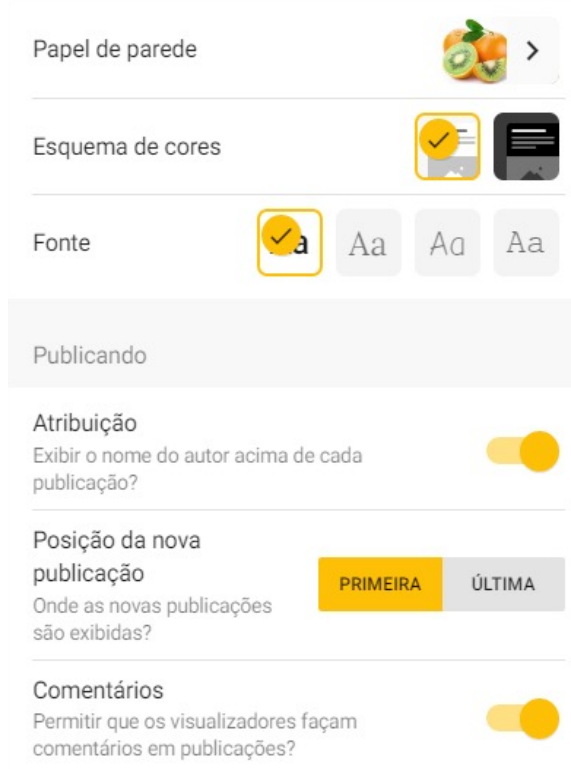 Papel de parede
Esquema de cores
Fonte
Aa Aa Aa
Publicando
Atribuição
Exibir o nome do autor acima de cada
publicação?
Posição da nova
publicação
Onde as novas publicações
são exibidas?
PRIMEIRA ÚLTIMA
Comentários
Permitir que os visualizadores façam
comentários em publicações?